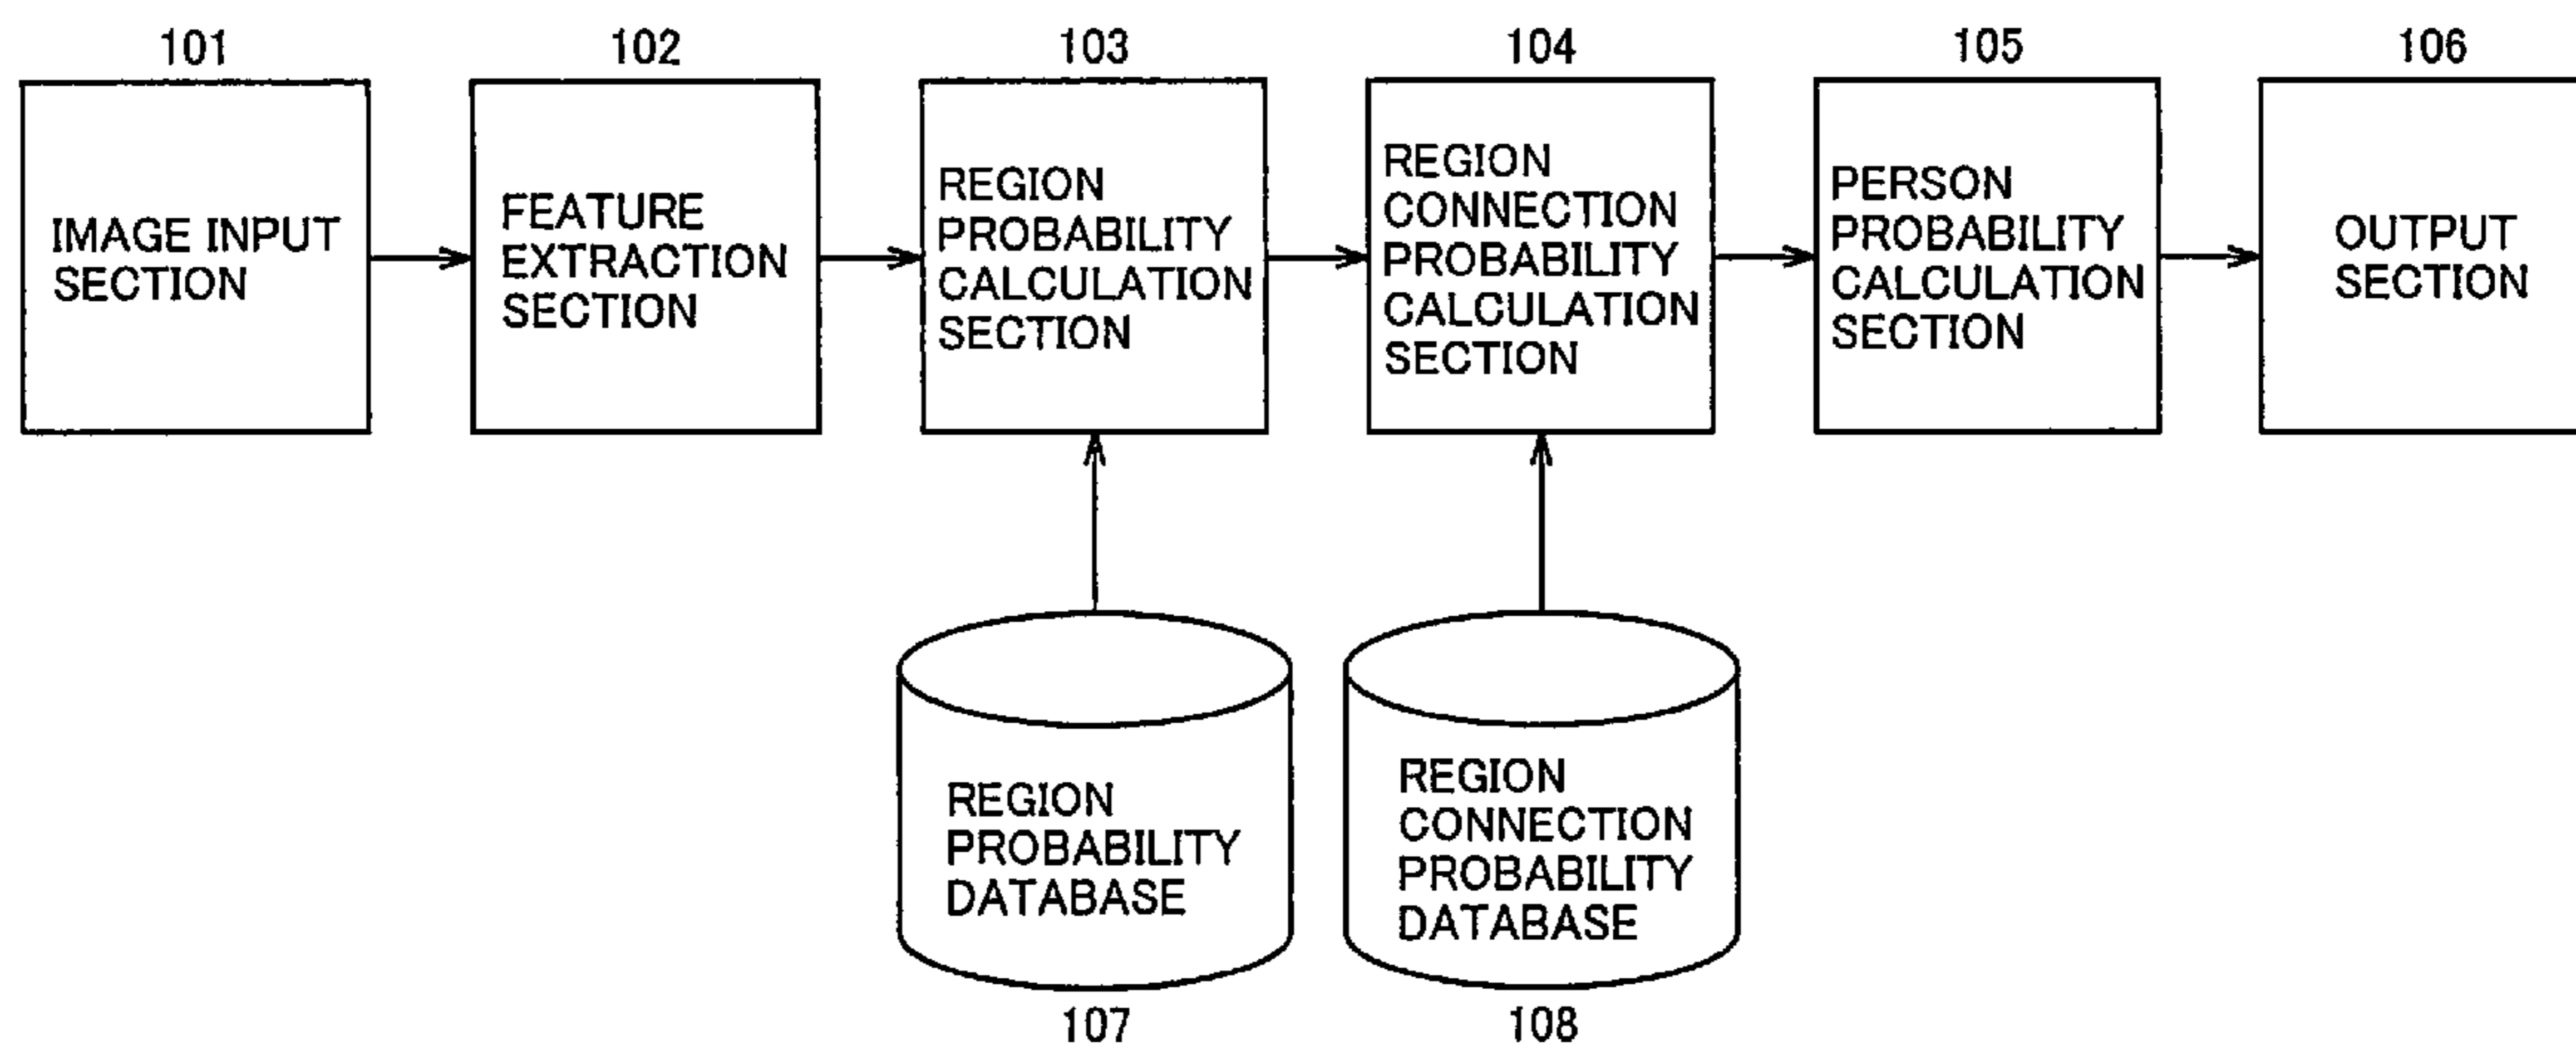 101
IMAGE INPUT
SECTION
102
FEATURE
EXTRACTION
SECTION
103
REGION
PROBABILITY
CALCULATION
SECTION
104
REGION
CONNECTION
PROBABILITY
CALCULATION
SECTION
105
PERSON
PROBABILITY
CALCULATION
SECTION
106
OUTPUT
SECTION
REGION
PROBABILITY
DATABASE
107
REGION
CONNECTION
PROBABILITY
DATABASE
108